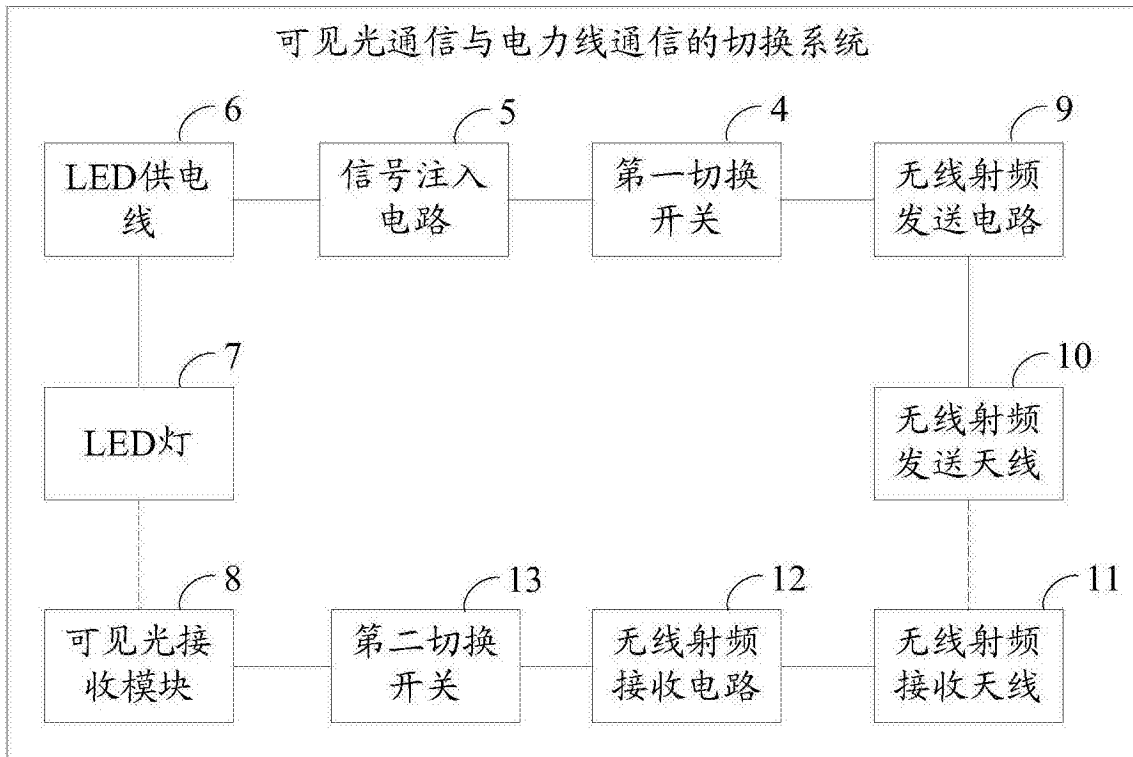 可见光通信与电力线通信的切换系统
6
5
4
9
LED供电
线
信号注入
电路
第一切换
开关
无线射频
发送电路
7
10
LED灯
无线射频
发送天线
8
13
12
11
可见光接
收模块
第二切换
开关
无线射频
接收电路
无线射频
接收天线